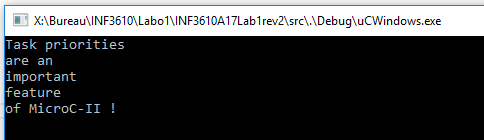 X:\Bureau\INF3610\Labo1\INF3610A17Lab1rev2\src\.\Debug\uCWindows.exe
Task priorities
are an
important
feature
of MicroC-II !